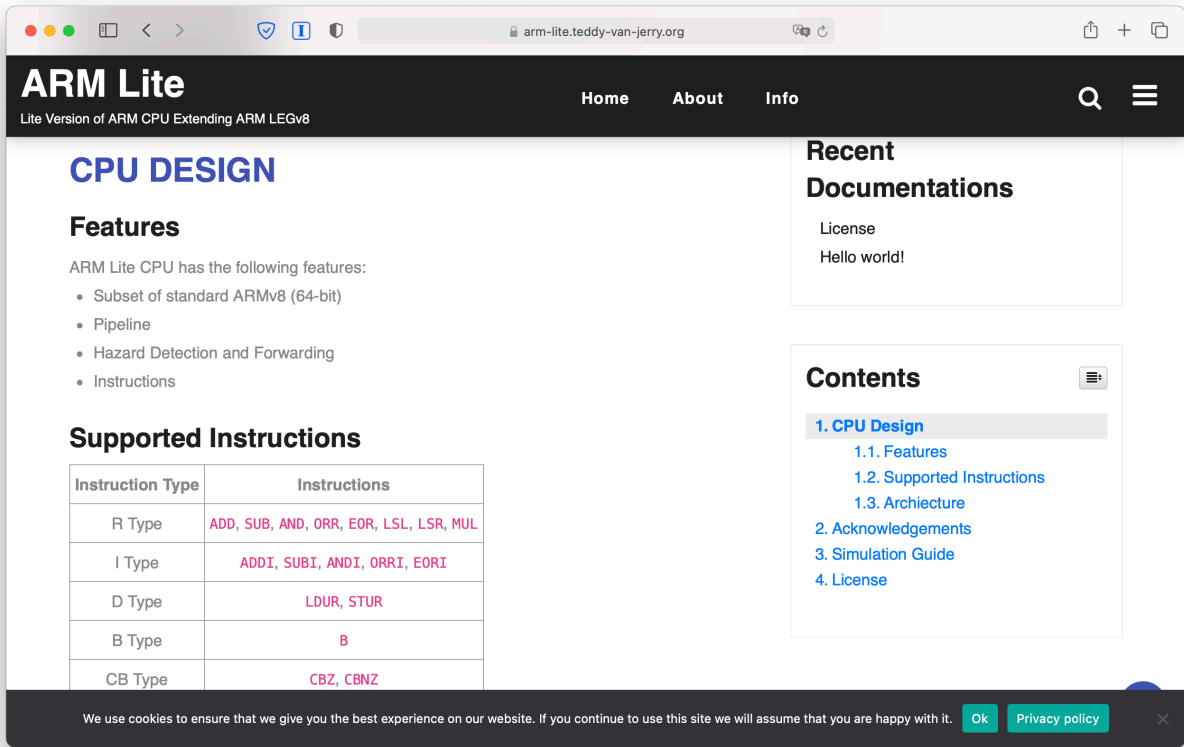 arm-lite.teddy-van-jerry.org
ARM Lite
Lite Version of ARM CPU Extending ARM LEGv8
Home About Info
CPU DESIGN
Features
ARM Lite CPU has the following features:
Subset of standard ARMv8 (64-bit)
Pipeline
Hazard Detection and Forwarding
Instructions
Supported Instructions
Instruction Type Instructions
R Type ADD, SUB, AND, ORR, EOR, LSL, LSR, MUL
I Type ADDI, SUBI, ANDI, ORRI, EORI
D Type LDUR, STUR
B Type B
CB Type CBZ, CBNZ
Recent
Documentations
License
Hello world!
Contents
1. CPU Design
1.1. Features
1.2. Supported Instructions
1.3. Archiecture
2. Acknowledgements
3. Simulation Guide
4. License
We use cookies to ensure that we give you the best experience on our website. If you continue to use this site we will assume that you are happy with it. Ok Privacy policy